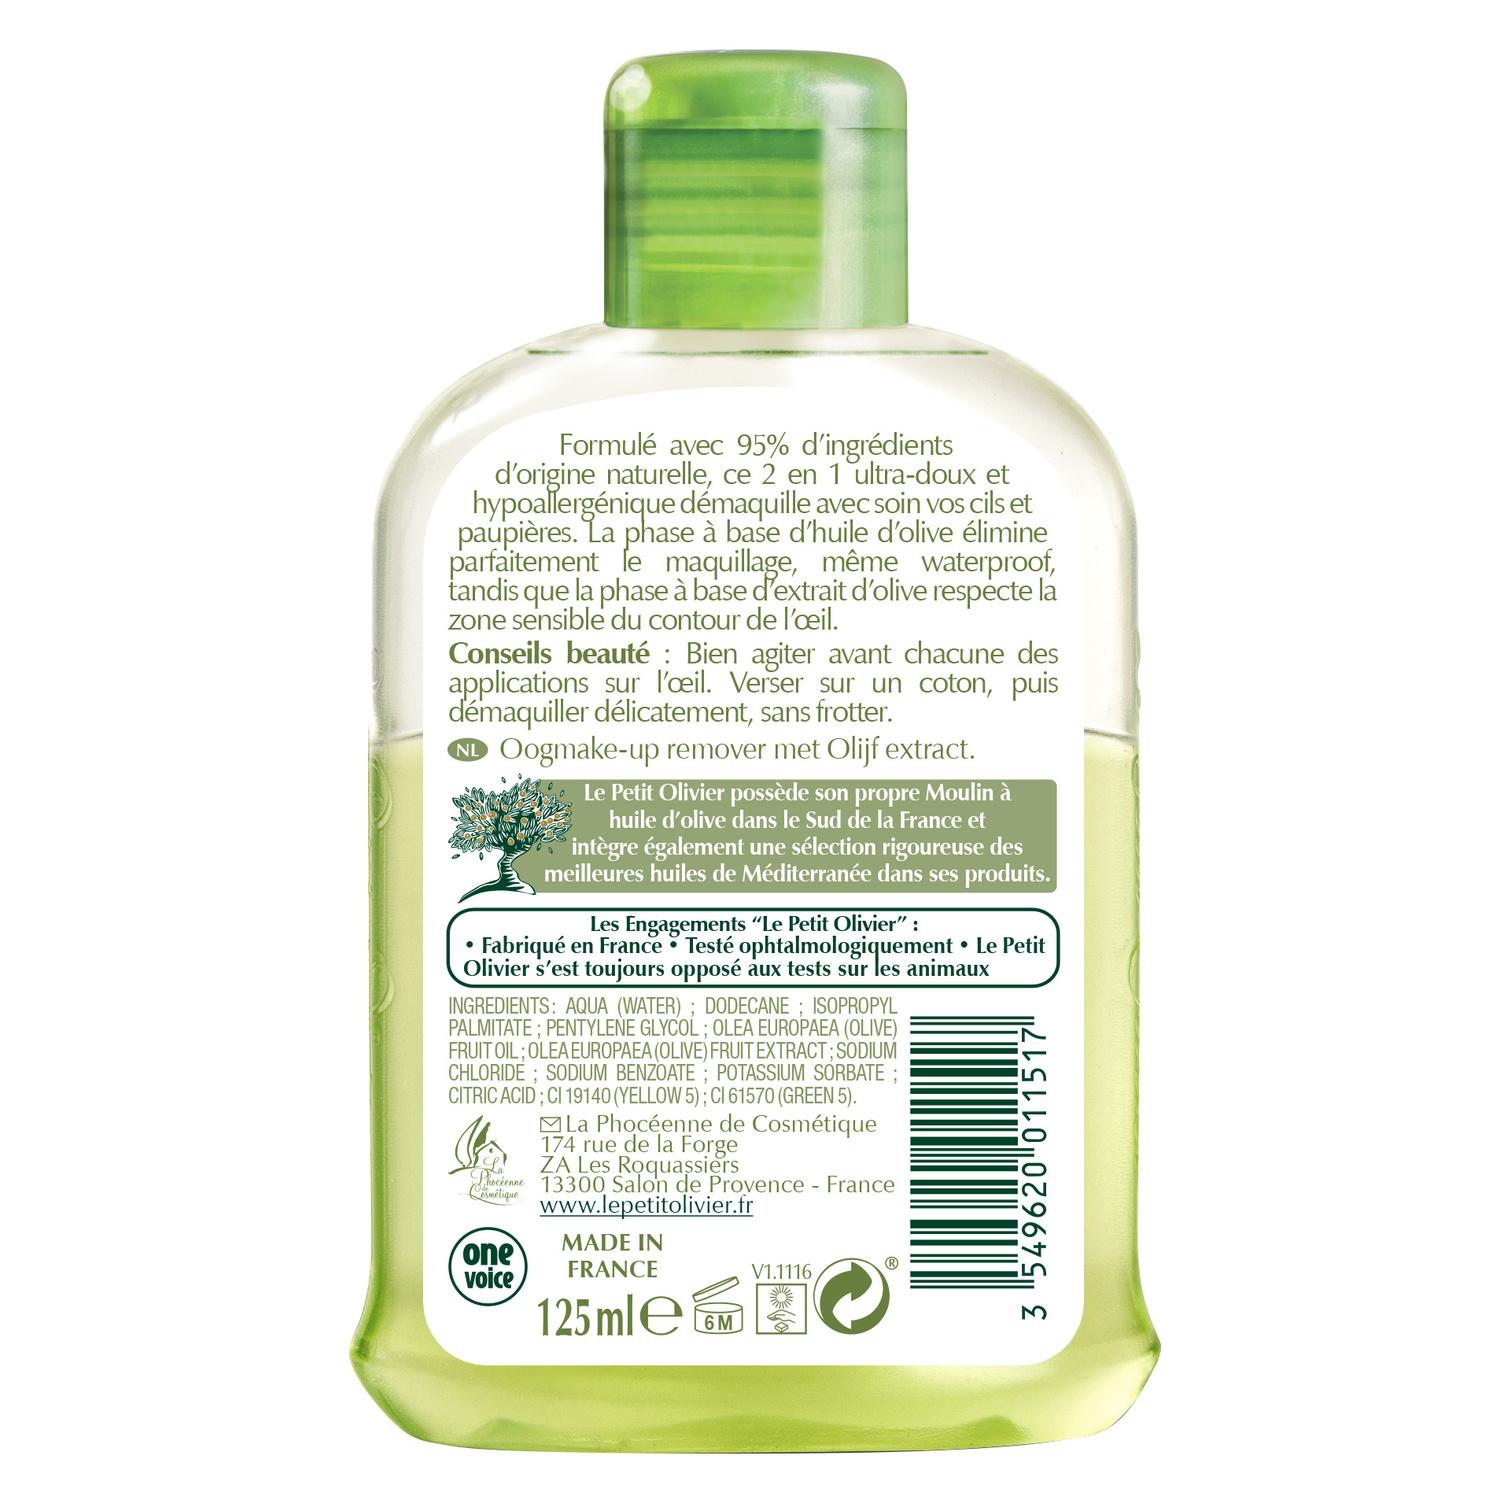 Formulé avec 95% d’ingrédients
d’origine naturelle, ce 2 en 1 ultra-doux et
hypoallergénique démaquille avec soin vos cils et
paupières. La phase à base d’huile d’olive élimine
parfaitement le maquillage, même waterproof,
tandis que la phase à base d’extrait d’olive respecte la
zone sensible du contour de l’œil.
Conseils beauté : Bien agiter avant chacune des
applications sur l’œil. Verser sur un coton, puis
démaquiller délicatement, sans frotter.
NL Oogmake-up remover met Olijf extract.
Le Petit Olivier possède son propre Moulin à
huile d’olive dans le Sud de la France et
intègre également une sélection rigoureuse des
meilleures huiles de Méditerranée dans ses produits.
Les Engagements “Le Petit Olivier” :
• Fabriqué en France • Testé ophtalmologiquement • Le Petit
Olivier s’est toujours opposé aux tests sur les animaux
INGREDIENTS: AQUA (WATER) ; DODECANE ; ISOPROPYL
PALMITATE ; PENTYLENE GLYCOL ; OLEA EUROPAEA (OLIVE)
FRUIT OIL ; OLEA EUROPAEA (OLIVE) FRUIT EXTRACT ; SODIUM
CHLORIDE ; SODIUM BENZOATE ; POTASSIUM SORBATE ;
CITRIC ACID ; CI 19140 (YELLOW 5) ; CI 61570 (GREEN 5).
La Phocéenne de Cosmétique
174 rue de la Forge
ZA Les Roquassiers
13300 Salon de Provence - France
www.lepetitolivier.fr
La
Phocéenne
de
Cosmétique
one
voice
MADE IN
FRANCE
125 ml e
6 M
V1.1116
®
3 549620 011517